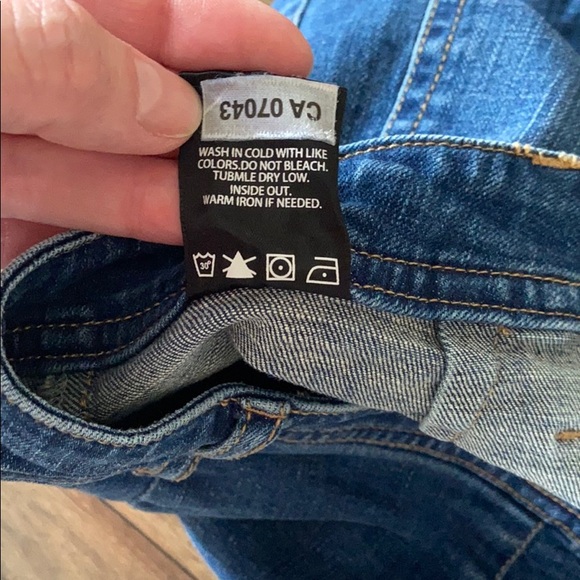 CA 07043
WASH IN COLD WITH LIKE
COLORS.DO NOT BLEACH.
TUBMLE DRY LOW.
INSIDE OUT.
WARM IRON IF NEEDED.
30°